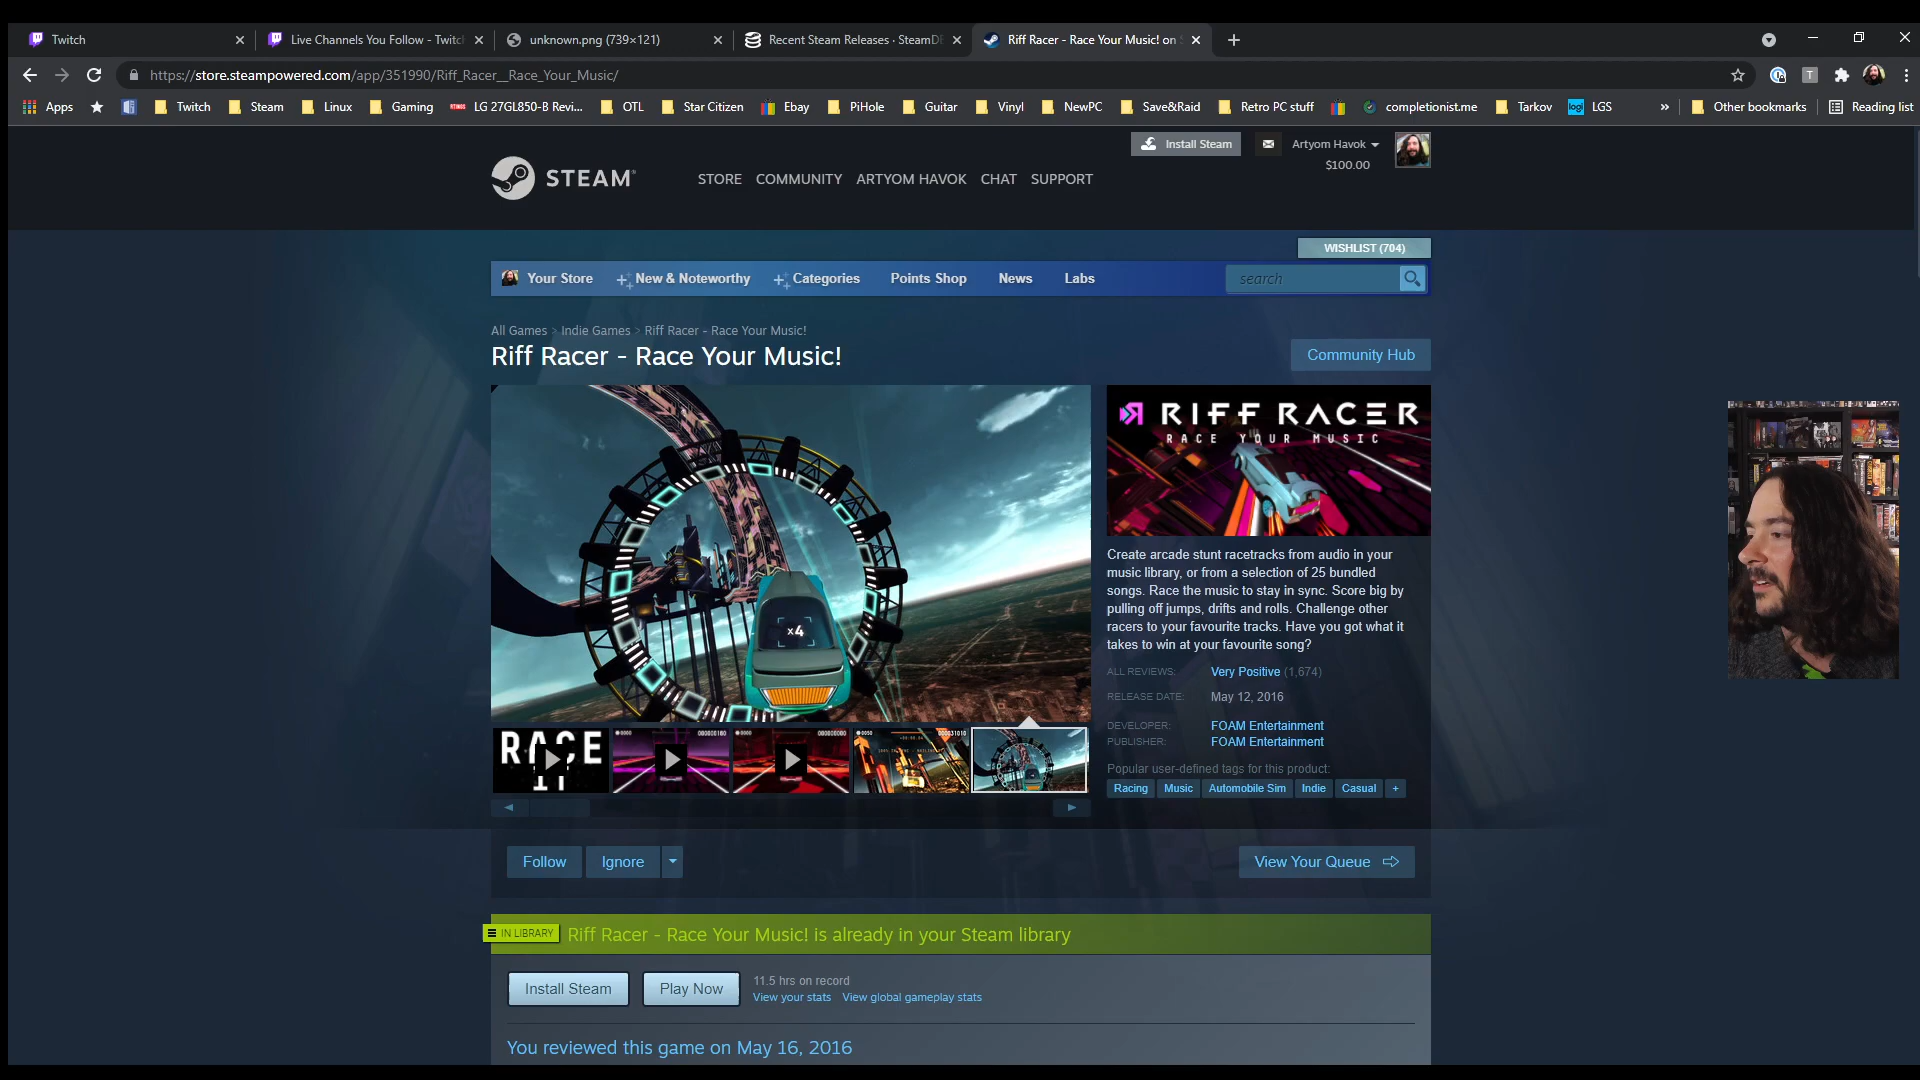 Twitch
Live Channels You Follow - Twitc
unknown.png (739×121)
Recent Steam Releases · SteamD
Riff Racer - Race Your Music! on S
https://store.steampowered.com/app/351990/Riff_Racer__Race_Your_Music/
Apps
Twitch
Steam
Linux
Gaming
LG 27GL850-B Revi...
OTL
Star Citizen
Ebay
PiHole
Guitar
Vinyl
NewPC
Save&Raid
Retro PC stuff
completionist.me
Tarkov
LGS
Other bookmarks
Reading list
Install Steam
Artyom Havok
$100.00
STEAM
STORE COMMUNITY ARTYOM HAVOK CHAT SUPPORT
WISHLIST (704)
Your Store
New & Noteworthy
Categories
Points Shop
News
Labs
search
All Games > Indie Games > Riff Racer - Race Your Music!
Riff Racer - Race Your Music!
Community Hub
x4
RIFF RACER
RACE YOUR MUSIC
Create arcade stunt racetracks from audio in your
music library, or from a selection of 25 bundled
songs. Race the music to stay in sync. Score big by
pulling off jumps, drifts and rolls. Challenge other
racers to your favourite tracks. Have you got what it
takes to win at your favourite song?
ALL REVIEWS: Very Positive (1,674)
RELEASE DATE: May 12, 2016
DEVELOPER: FOAM Entertainment
PUBLISHER: FOAM Entertainment
Popular user-defined tags for this product:
Racing Music Automobile Sim Indie Casual +
RACE
IT
Follow
Ignore
View Your Queue
IN LIBRARY
Riff Racer - Race Your Music! is already in your Steam library
Install Steam
Play Now
11.5 hrs on record
View your stats View global gameplay stats
You reviewed this game on May 16, 2016